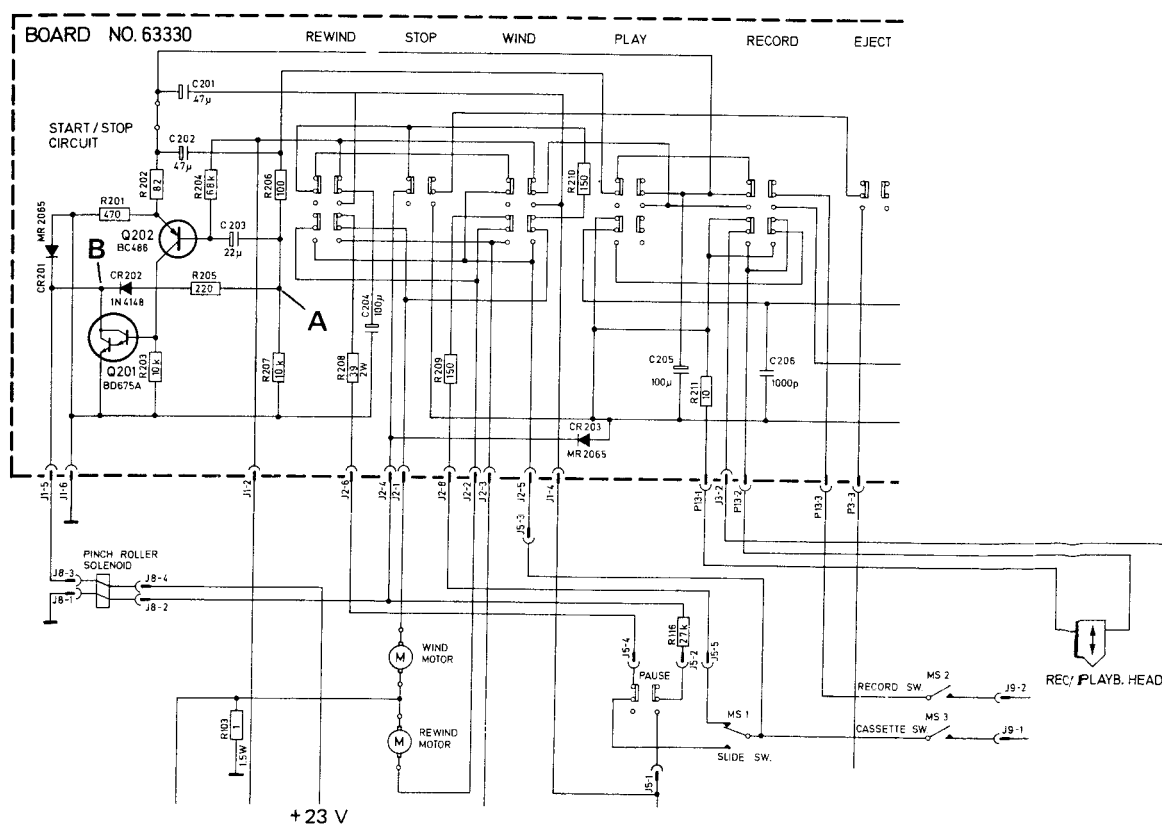 BOARD NO. 63330
REWIND
STOP
WIND
PLAY
RECORD
EJECT
START/STOP
CIRCUIT
C201
47µ
C202
47µ
R202
82
R204
68k
R206
100
R210
150
R201
470
MR2065
CR201
Q202
BC486
C203
22µ
B
CR202
1N4148
R205
220
A
C204
100µ
Q201
BD675A
R203
10k
R207
10k
R208
39
2W
R209
150
C205
100µ
R211
10
C206
1000p
CR203
MR2065
J1-5
J1-6
J1-2
J2-6
J2-4
J2-1
J2-8
J2-2
J2-3
J2-5
J1-4
P13-1
J3-2
P13-2
P13-3
P3-3
J5-3
PINCH ROLLER
SOLENOID
J8-3
J8-4
J8-1
J8-2
R116
27k
J5-4
J5-2
J5-5
WIND
MOTOR
M
PAUSE
REC/PLAYB. HEAD
RECORD SW.
MS 2
J9-2
MS 1
CASSETTE SW
MS 3
J9-1
R103
1
1.5W
M
REWIND
MOTOR
SLIDE SW.
J5-1
+23 V